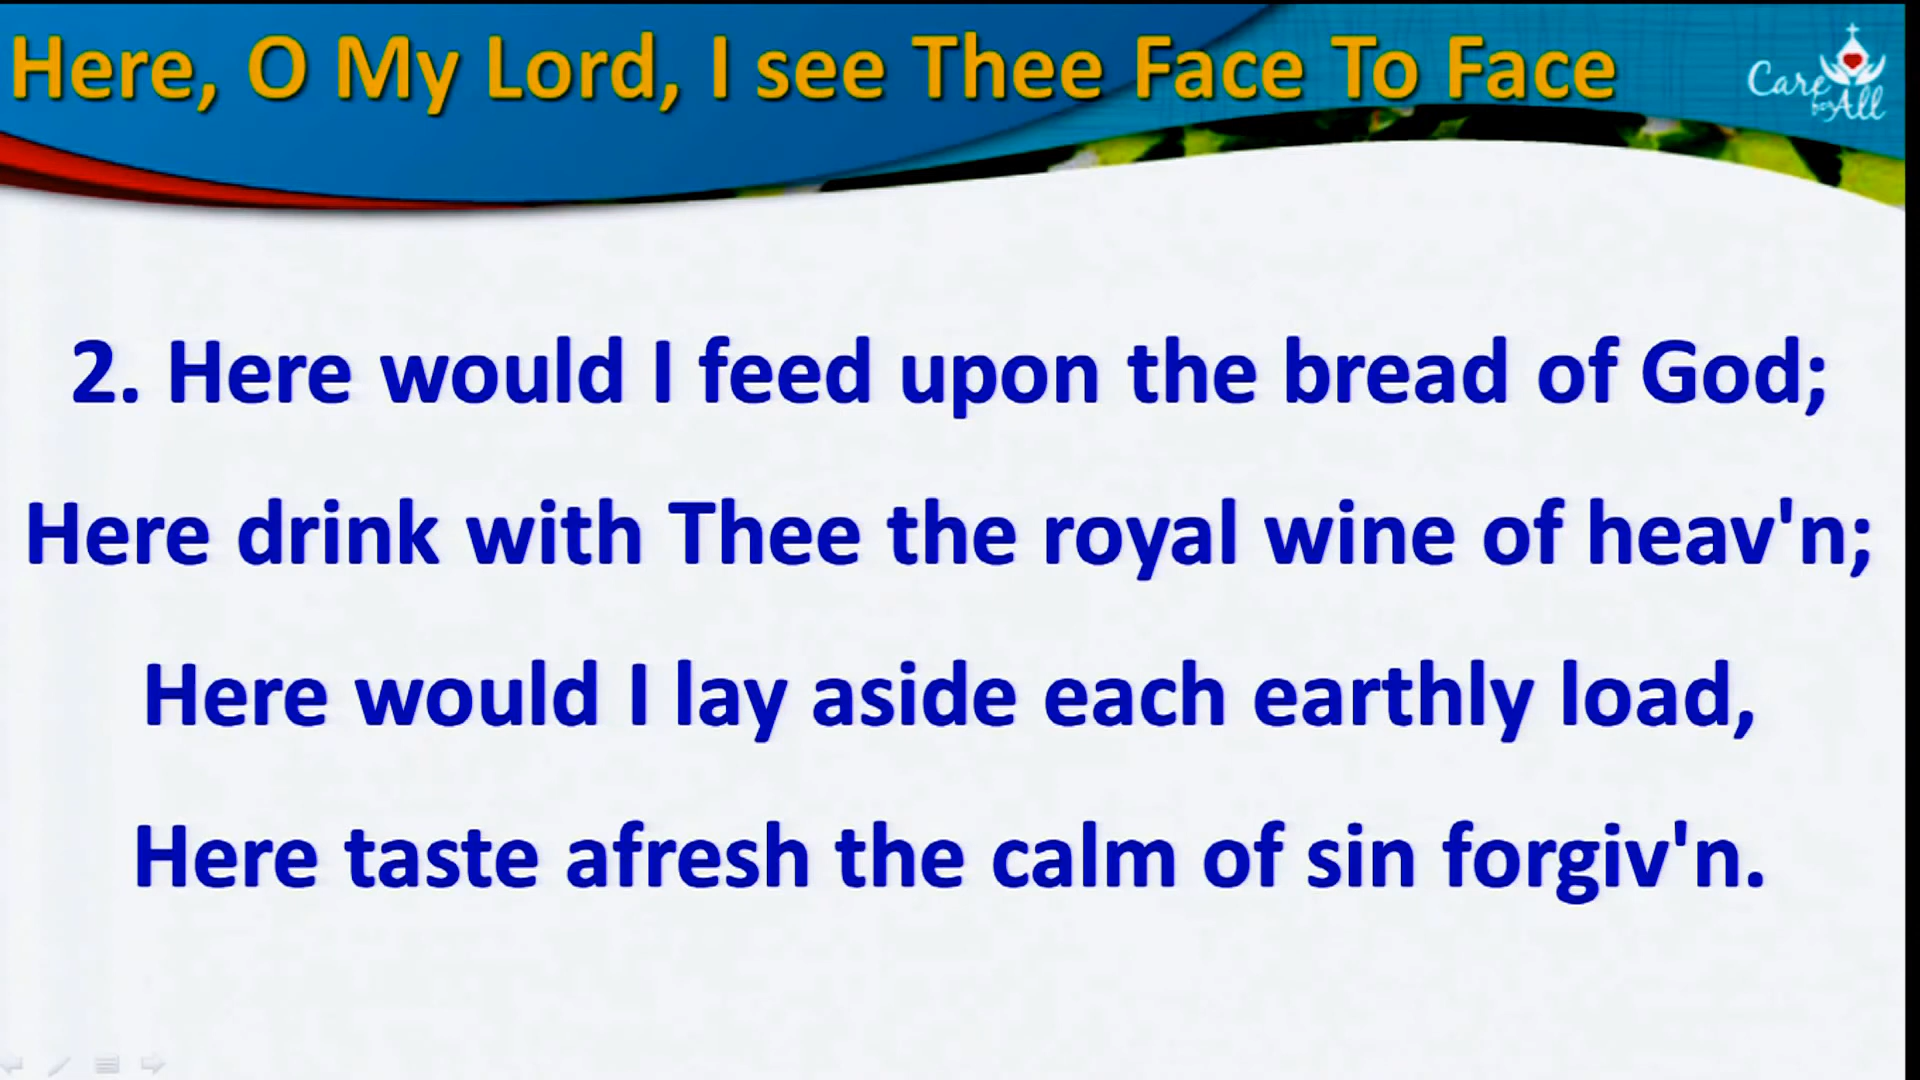 Here, O My Lord, I see Thee Face To Face
Care
for All
2. Here would I feed upon the bread of God;
Here drink with Thee the royal wine of heav'n;
Here would I lay aside each earthly load,
Here taste afresh the calm of sin forgiv'n.